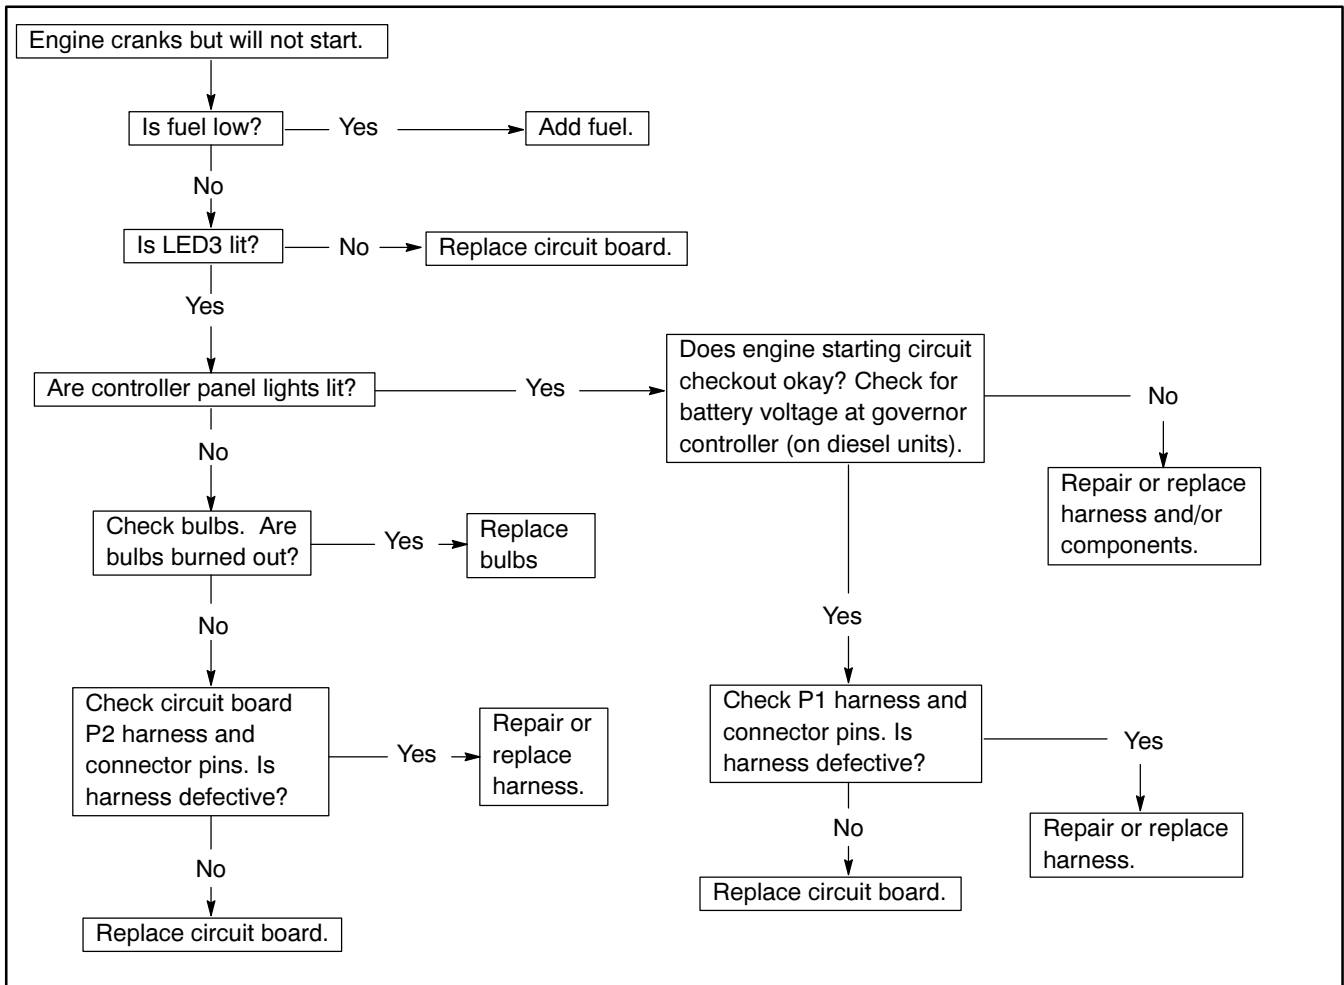 Engine cranks but will not start.
Is fuel low?
Yes
Add fuel.
No
Is LED3 lit?
No
Replace circuit board.
Yes
Are controller panel lights lit?
Yes
Does engine starting circuit
checkout okay? Check for
battery voltage at governor
controller (on diesel units).
No
Repair or replace
harness and/or
components.
No
Check bulbs. Are
bulbs burned out?
Yes
Replace
bulbs
No
Yes
Check circuit board
P2 harness and
connector pins. Is
harness defective?
Yes
Repair or
replace
harness.
Check P1 harness and
connector pins. Is
harness defective?
Yes
Repair or replace
harness.
No
Replace circuit board.
No
Replace circuit board.